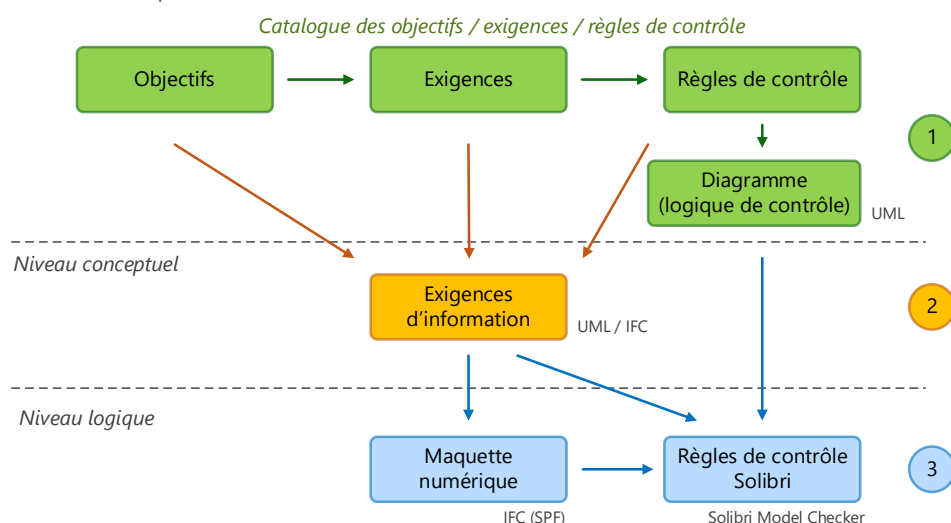 Catalogue des objectifs / exigences / règles de contrôle
Objectifs
Exigences
Règles de contrôle
1
Diagramme
(logique de contrôle)
UML
Niveau conceptuel
Exigences
d'information
UML / IFC
2
Niveau logique
Maquette
numérique
IFC (SPF)
Règles de contrôle
Solibri
Solibri Model Checker
3